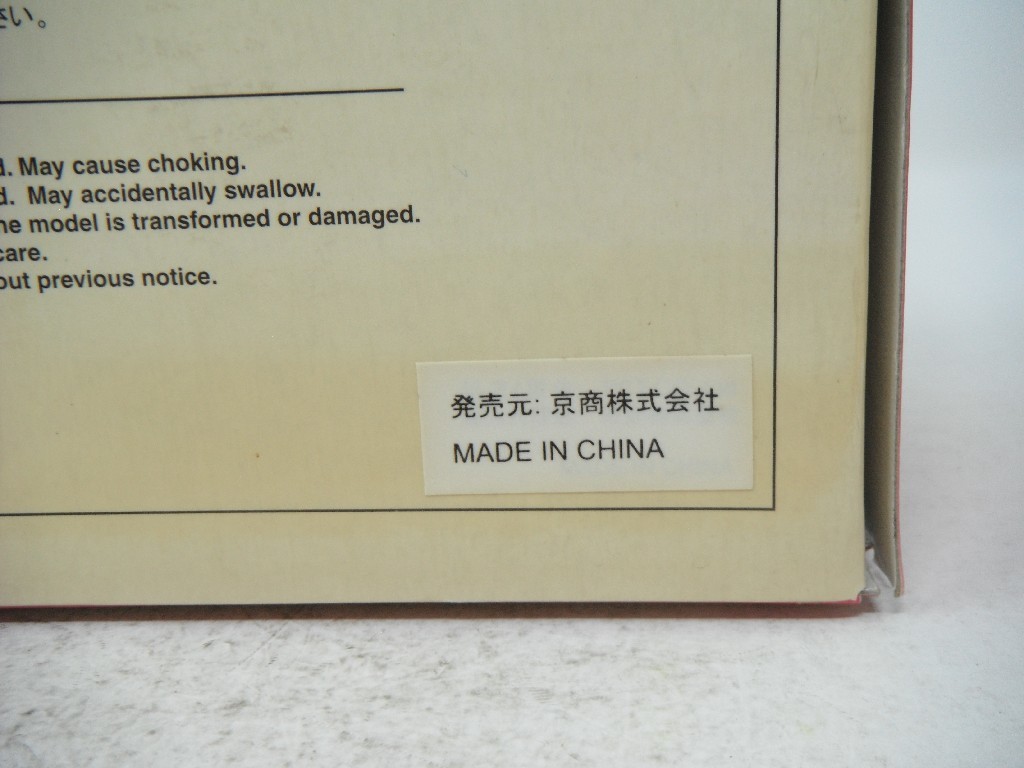 さい。
d. May cause choking.
d. May accidentally swallow.
he model is transformed or damaged.
care.
out previous notice.
発売元: 京商株式会社
MADE IN CHINA